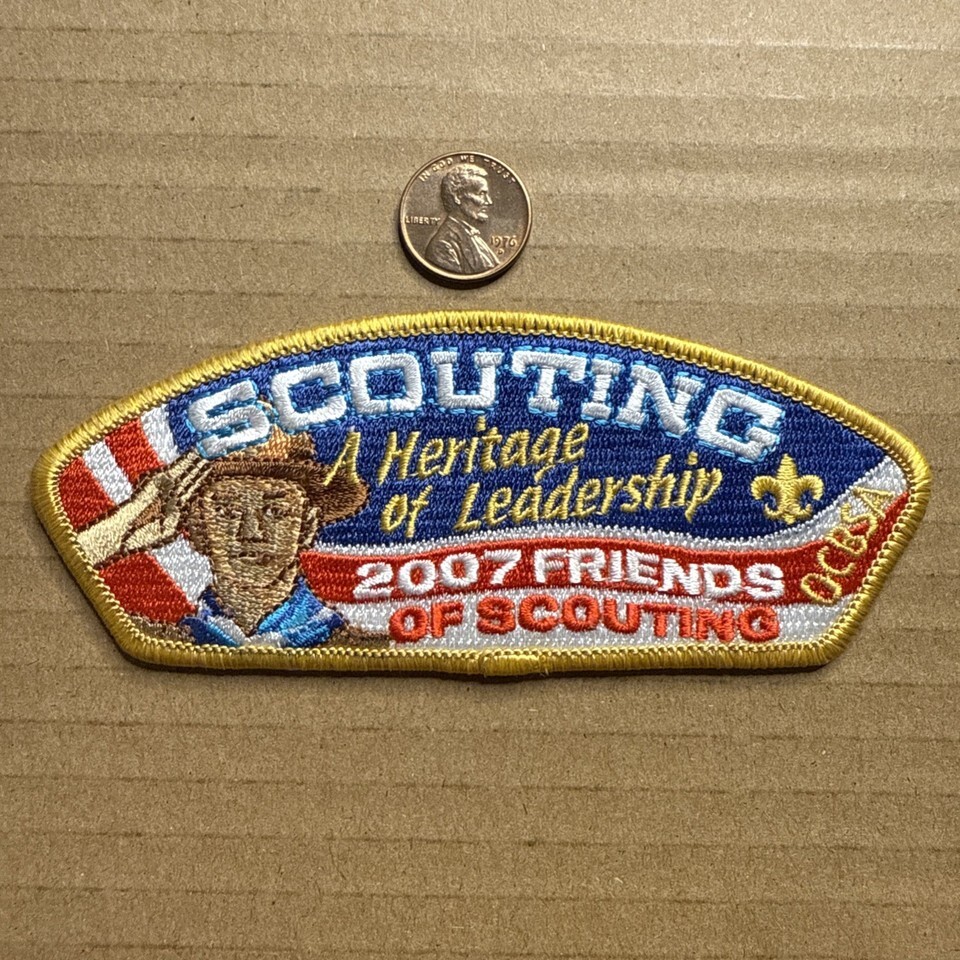 IN GOD WE TRUST
LIBERTY
1976
D
SCOUTING
A Heritage
of Leadership
2007 FRIENDS
OF SCOUTING
OCBSA